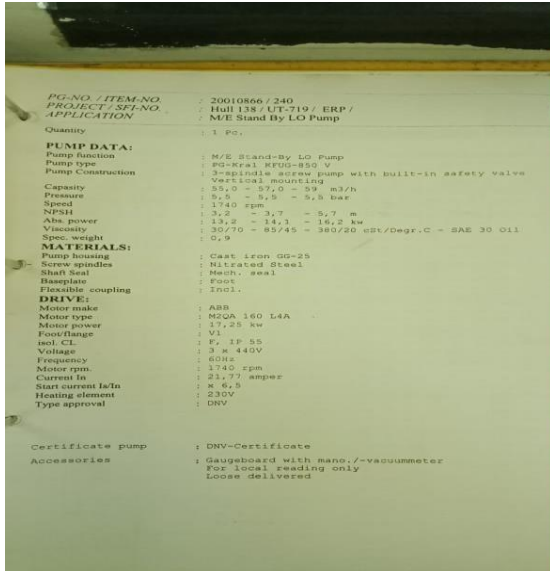 PG-NO. / ITEM-NO. : 20010866 / 240
PROJECT / SFI-NO. : Hull 138 / UT-719 / ERP /
APPLICATION : M/E Stand By LO Pump
Quantity : 1 Pc.
PUMP DATA:
Pump function : M/E Stand-By LO Pump
Pump type : PG-Kral KFUG-850 V
Pump Construction : 3-spindle screw pump with built-in safety valve
Vertical mounting
Capasity : 55,0 - 57,0 - 59 m3/h
Pressure : 5,5 - 5,5 - 5,5 bar
Speed : 1740 rpm
NPSH : 3,2 - 3,7 - 5,7 m
Abs. power : 13,2 - 14,1 - 16,2 kw
Viscosity : 30/70 - 85/45 - 380/20 cSt/Degr.C - SAE 30 Oil
Spec. weight : 0,9
MATERIALS:
Pump housing : Cast iron GG-25
Screw spindles : Nitrated Steel
Shaft Seal : Mech. seal
Baseplate : Foot
Flexsible coupling : Incl.
DRIVE:
Motor make : ABB
Motor type : M2QA 160 L4A
Motor power : 17,25 kw
Foot/flange : V1
isol. CL : F, IP 55
Voltage : 3 x 440V
Frequency : 60Hz
Motor rpm. : 1740 rpm
Current In : 21,77 amper
Start current Is/In : x 6,5
Heating element : 230V
Type approval : DNV
Certificate pump : DNV-Certificate
Accessories : Gaugeboard with mano./-vacuummeter
For local reading only
Loose delivered